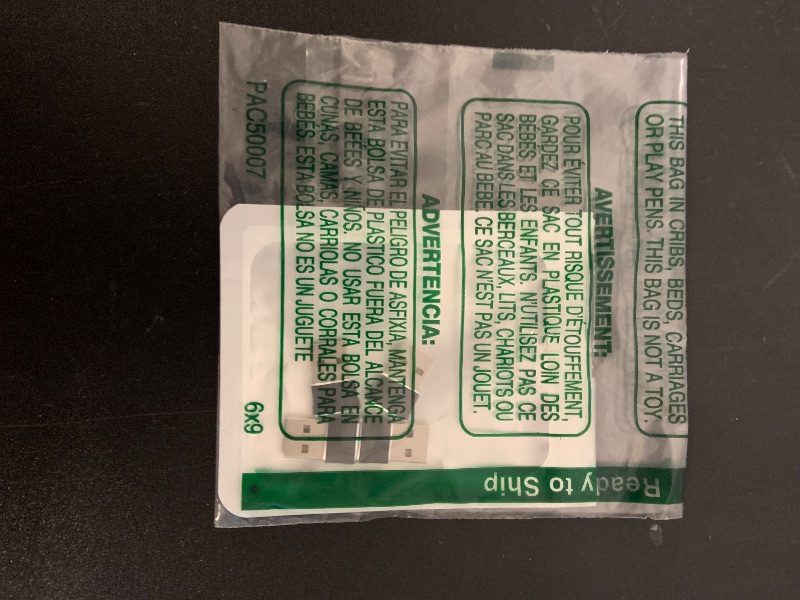 THIS BAG IN CRIBS, BEDS, CARRIAGES
OR PLAY PENS. THIS BAG IS NOT A TOY.
AVERTISSEMENT:
POUR ÉVITER TOUT RISQUE D'ÉTOUFFEMENT,
GARDEZ CE SAC EN PLASTIQUE LOIN DES
BEBES ET LES ENFANTS. N'UTILISEZ PAS CE
SAC DANS LES BERCEAUX, LITS, CHARIOTS OU
PARC AU BEBE. CE SAC N'EST PAS UN JOUET.
ADVERTENCIA:
PARA EVITAR EL PELIGRO DE ASFIXIA, MANTENGA
ESTA BOLSA DE PLASTICO FUERA DEL ALCANCE
DE BEFES Y NIÑOS. NO USAR ESTA BOLSA EN
CUNAS, CAMAS, CARRIOLAS O CORRALES PARA
BEBES. ESTA BOLSA NO ES UN JUGUETE
PAC50007
6x9
Ready to Ship